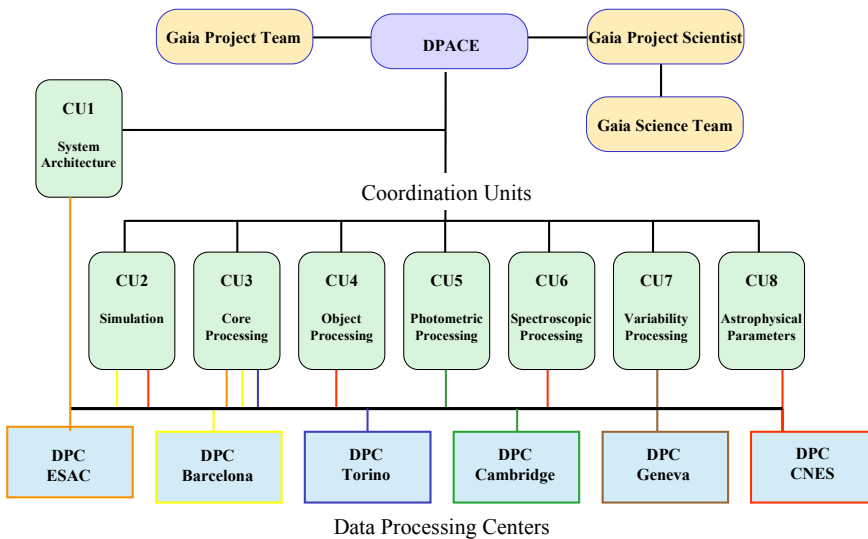 Gaia Project Team
DPACE
Gaia Project Scientist
Gaia Science Team
CU1
System
Architecture
Coordination Units
CU2
Simulation
CU3
Core
Processing
CU4
Object
Processing
CU5
Photometric
Processing
CU6
Spectroscopic
Processing
CU7
Variability
Processing
CU8
Astrophysical
Parameters
DPC
ESAC
DPC
Barcelona
DPC
Torino
DPC
Cambridge
DPC
Geneva
DPC
CNES
Data Processing Centers